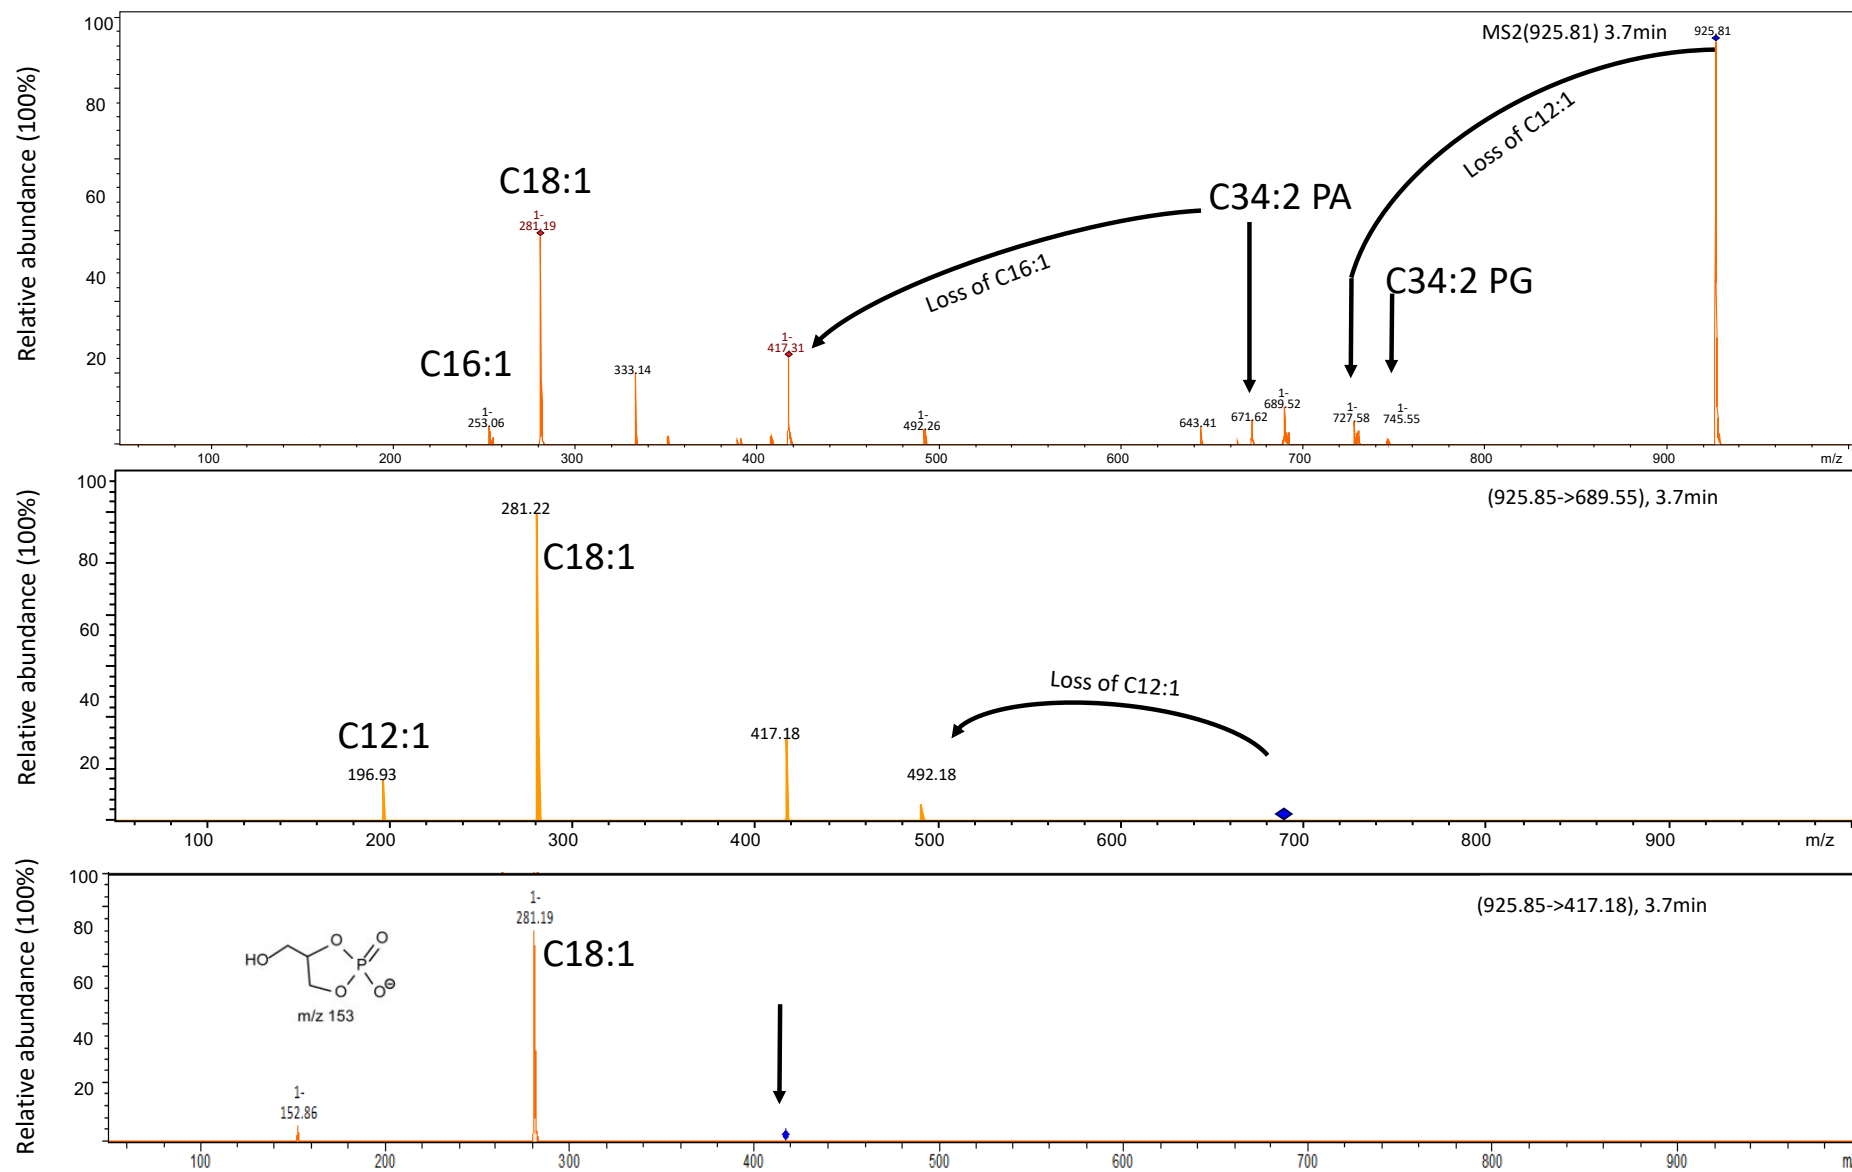 Relative abundance (100%)
100
80
60
40
20
MS2(925.81) 3.7min
925.81
Loss of C12:1
C18:1
1-
281.19
C34:2 PA
Loss of C16:1
C34:2 PG
C16:1
1-
253.06
333.14
1-
417.31
1-
492.26
643.41
671.62
1-
689.52
1-
727.58
1-
745.55
100 200 300 400 500 600 700 800 900 m/z
Relative abundance (100%)
100
80
60
40
20
(925.85->689.55), 3.7min
281.22
C18:1
Loss of C12:1
C12:1
196.93
417.18
492.18
100 200 300 400 500 600 700 800 900 m/z
Relative abundance (100%)
100
80
60
40
20
(925.85->417.18), 3.7min
1-
281.19
C18:1
HO O O P O O⊖
m/z 153
1-
152.86
100 200 300 400 500 600 700 800 900